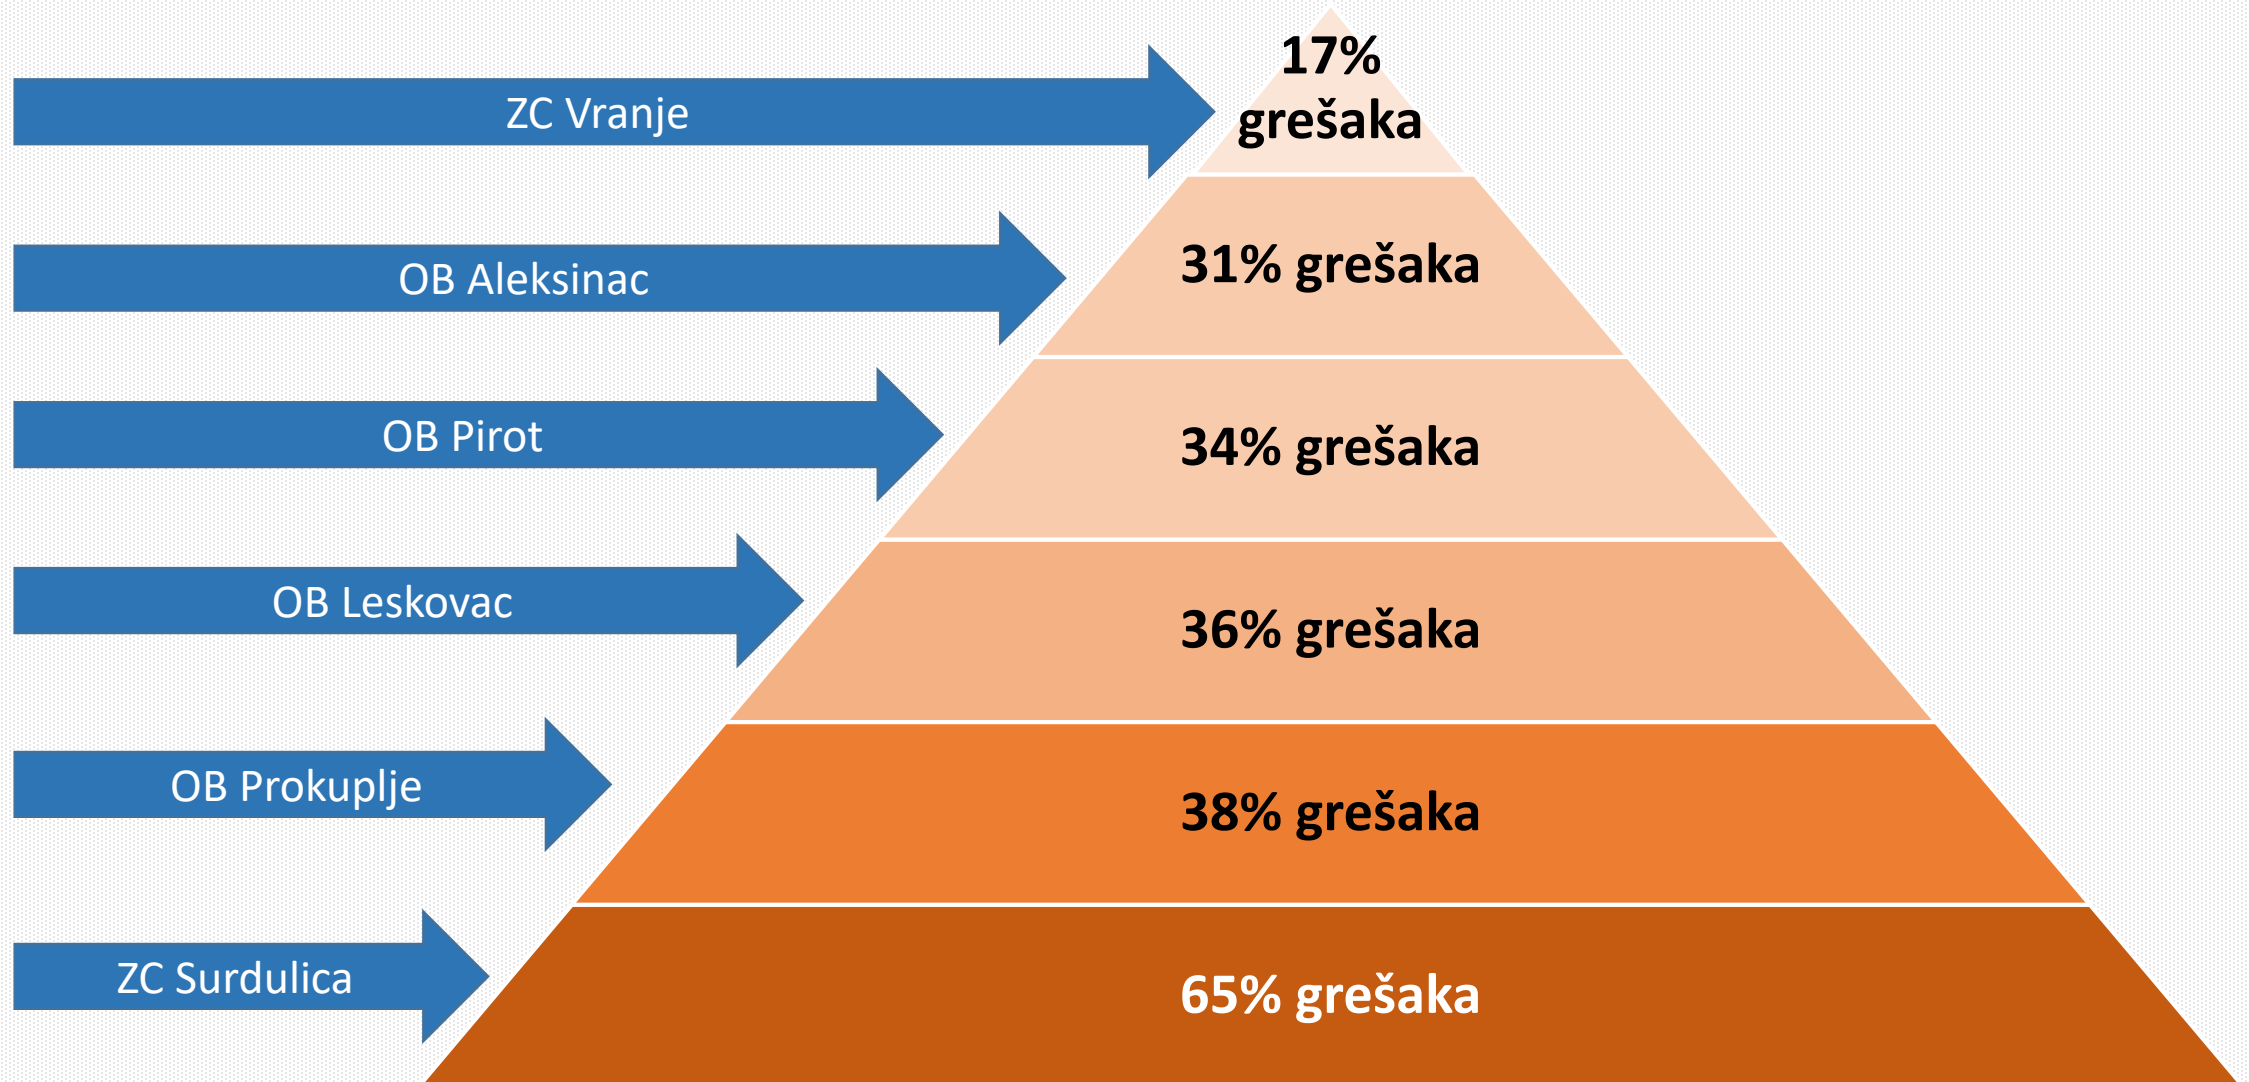 17%
grešaka
ZC Vranje
31% grešaka
OB Aleksinac
34% grešaka
OB Pirot
36% grešaka
OB Leskovac
38% grešaka
OB Prokuplje
65% grešaka
ZC Surdulica